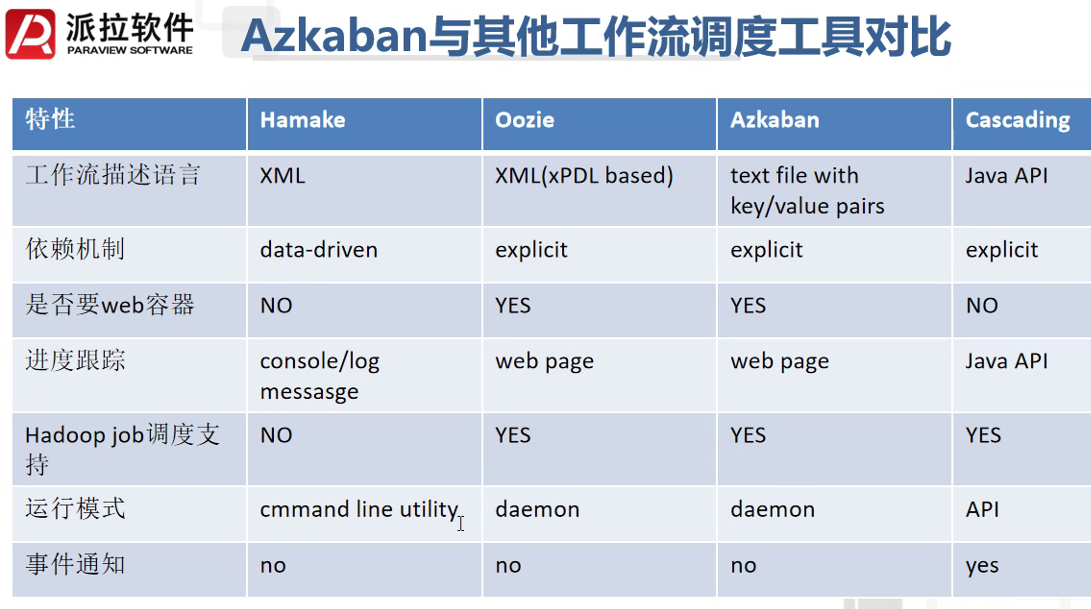 派拉软件
PARAVIEW SOFTWARE
Azkaban与其他工作流调度工具对比
特性 Hamake Oozie Azkaban Cascading
工作流描述语言 XML XML(xPDL based) text file with key/value pairs Java API
依赖机制 data-driven explicit explicit explicit
是否要web容器 NO YES YES NO
进度跟踪 console/log messasge web page web page Java API
Hadoop job调度支持 NO YES YES YES
运行模式 cmmand line utility daemon daemon API
事件通知 no no no yes